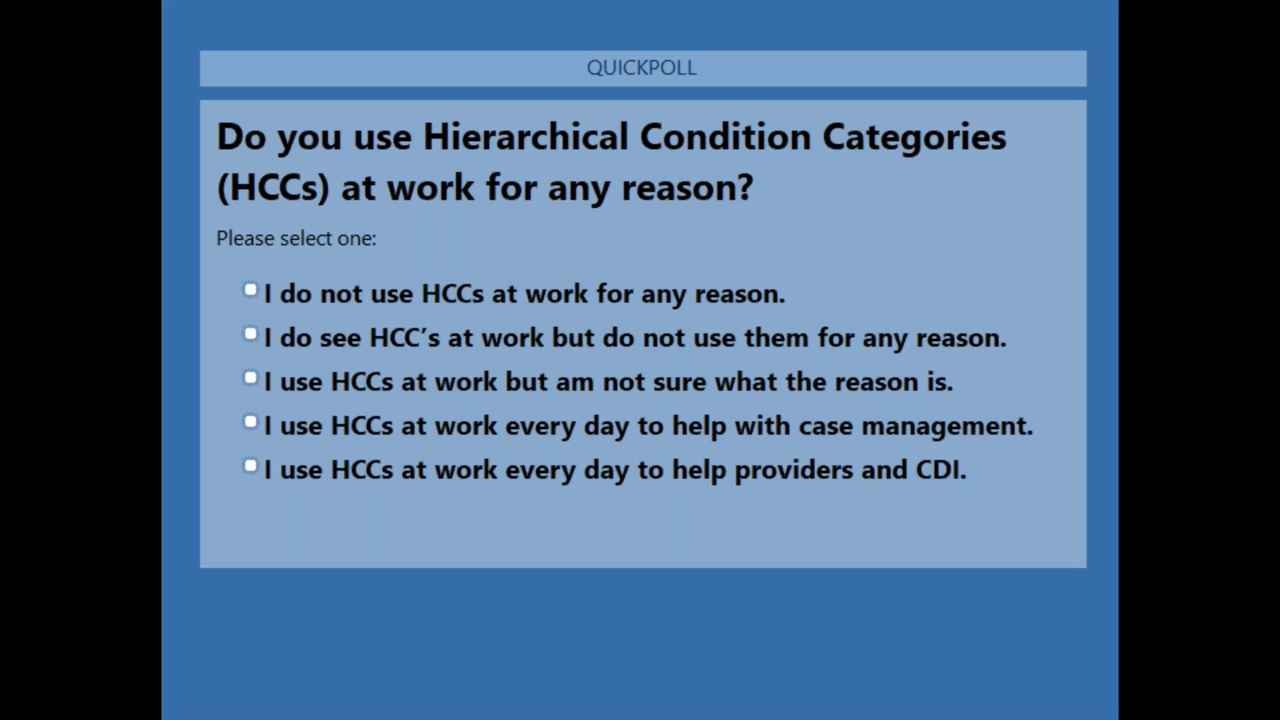 QUICKPOLL
Do you use Hierarchical Condition Categories
(HCCs) at work for any reason?
Please select one:
I do not use HCCs at work for any reason.
I do see HCC’s at work but do not use them for any reason.
I use HCCs at work but am not sure what the reason is.
I use HCCs at work every day to help with case management.
I use HCCs at work every day to help providers and CDI.